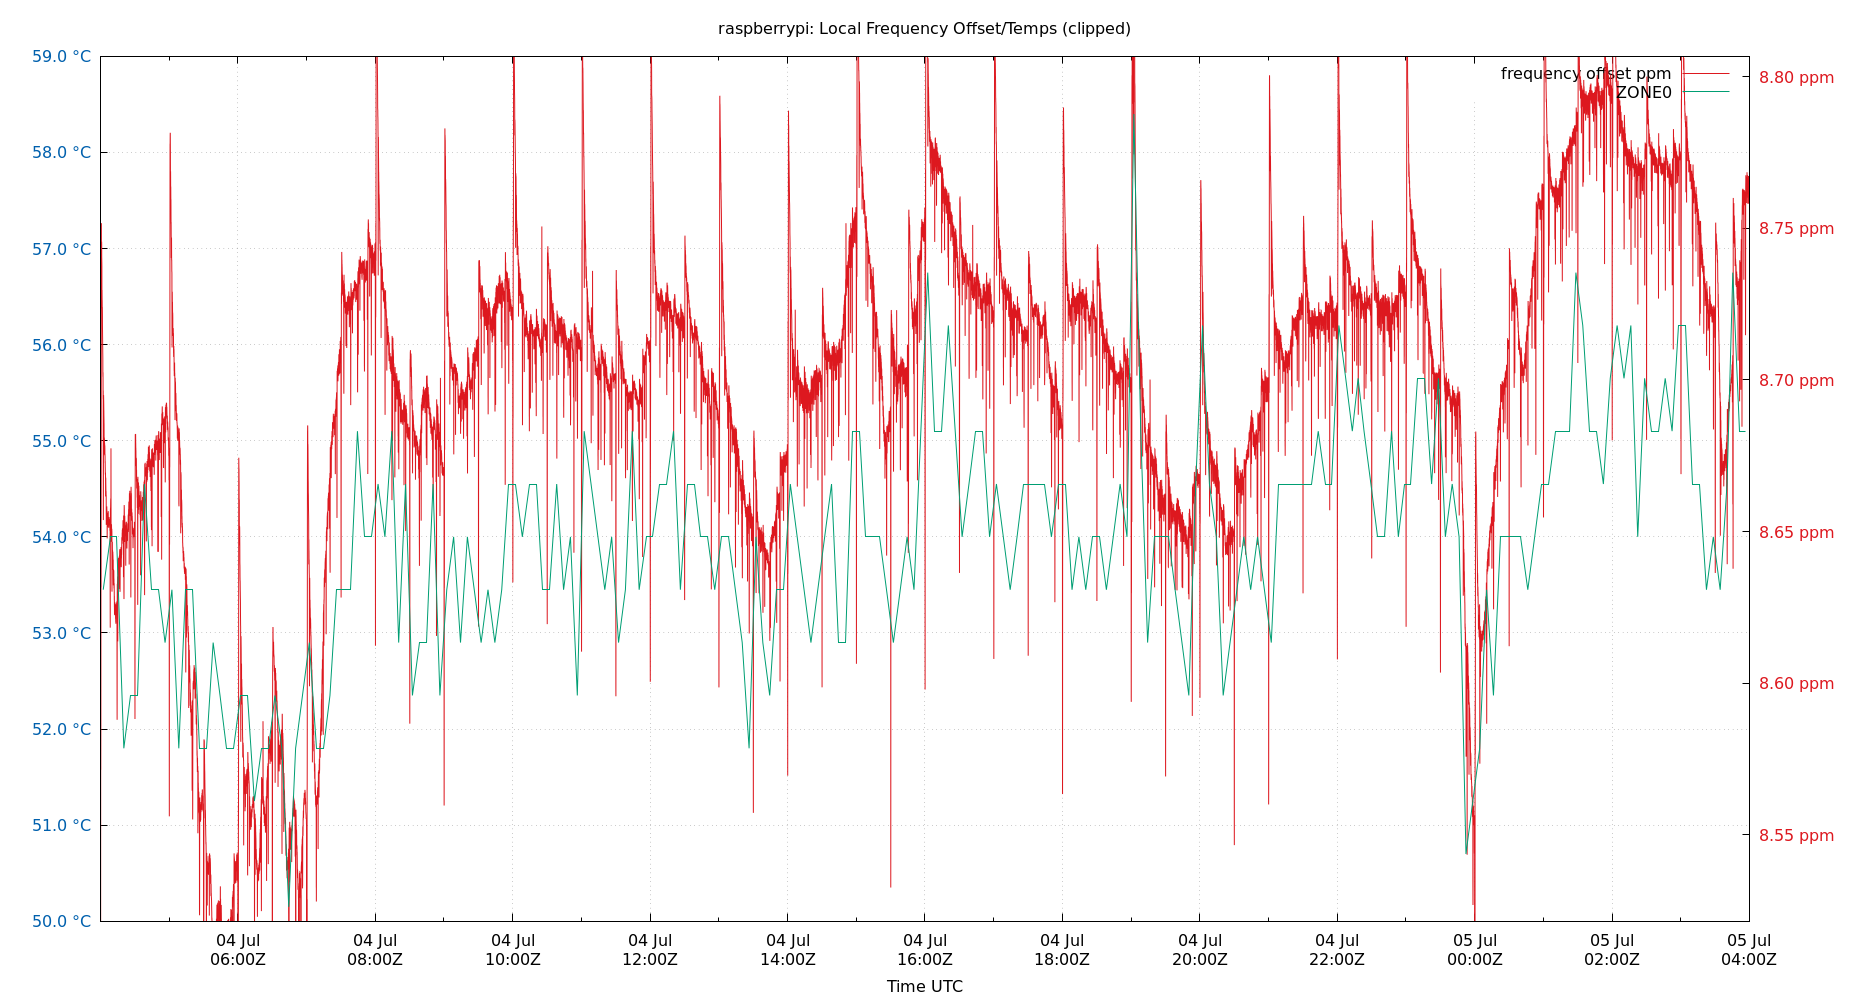 raspberrypi: Local Frequency Offset/Temps (clipped)
frequency offset ppm
ZONE0
59.0 °C
58.0 °C
57.0 °C
56.0 °C
55.0 °C
54.0 °C
53.0 °C
52.0 °C
51.0 °C
50.0 °C
8.80 ppm
8.75 ppm
8.70 ppm
8.65 ppm
8.60 ppm
8.55 ppm
04 Jul 04 Jul 04 Jul 04 Jul 04 Jul 04 Jul 04 Jul 04 Jul 04 Jul 05 Jul 05 Jul 05 Jul
06:00Z 08:00Z 10:00Z 12:00Z 14:00Z 16:00Z 18:00Z 20:00Z 22:00Z 00:00Z 02:00Z 04:00Z
Time UTC